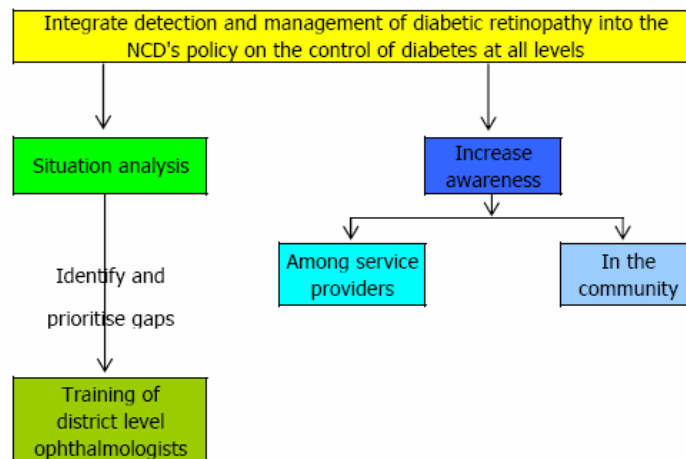 Integrate detection and management of diabetic retinopathy into the
NCD's policy on the control of diabetes at all levels
Situation analysis
Increase
awareness
Identify and
prioritise gaps
Among service
providers
In the
community
Training of
district level
ophthalmologists